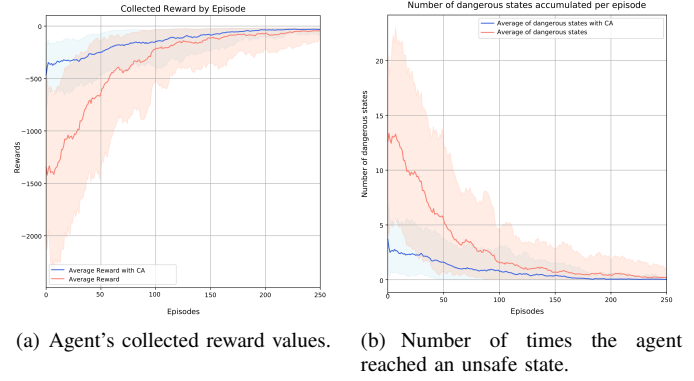 Collected Reward by Episode
0
−500
−1000
−1500
−2000
Rewards
Average Reward with CA
Average Reward
0 50 100 150 200 250
Episodes
(a) Agent's collected reward values.
Number of dangerous states accumulated per episode
Average of dangerous states with CA
Average of dangerous states
20
15
10
5
0
Number of dangerous states
0 50 100 150 200 250
Episodes
(b) Number of times the agent
reached an unsafe state.